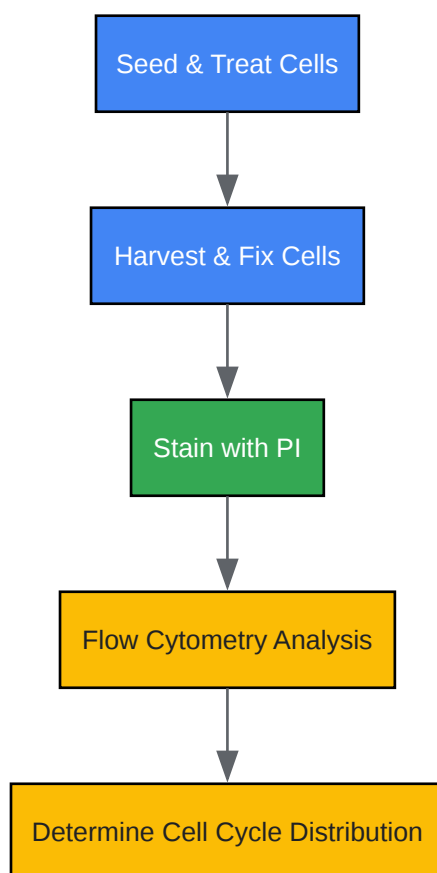 Seed & Treat Cells
Harvest & Fix Cells
Stain with PI
Flow Cytometry Analysis
Determine Cell Cycle Distribution